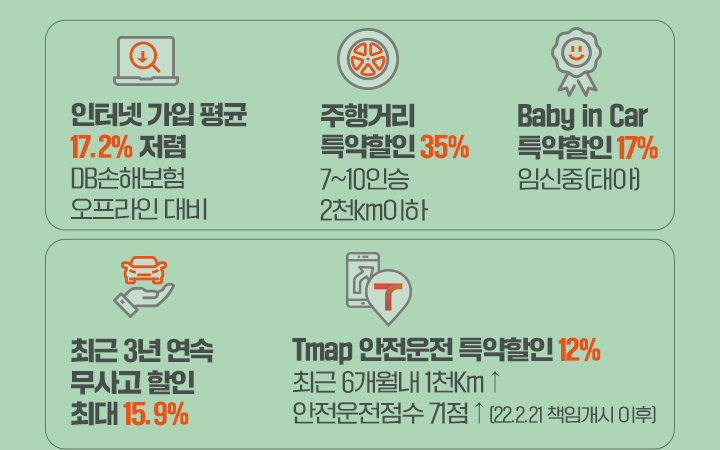 인터넷 가입 평균
17.2% 저렴
DB손해보험
오프라인 대비
주행거리
특약할인 35%
7~10인승
2천km이하
Baby in Car
특약할인 17%
임신중(태아)
최근 3년 연속
무사고 할인
최대 15.9%
T
Tmap 안전운전 특약할인 12%
최근 6개월내 1천Km↑
안전운전점수 71점↑(22.2.21 책임개시 이후)